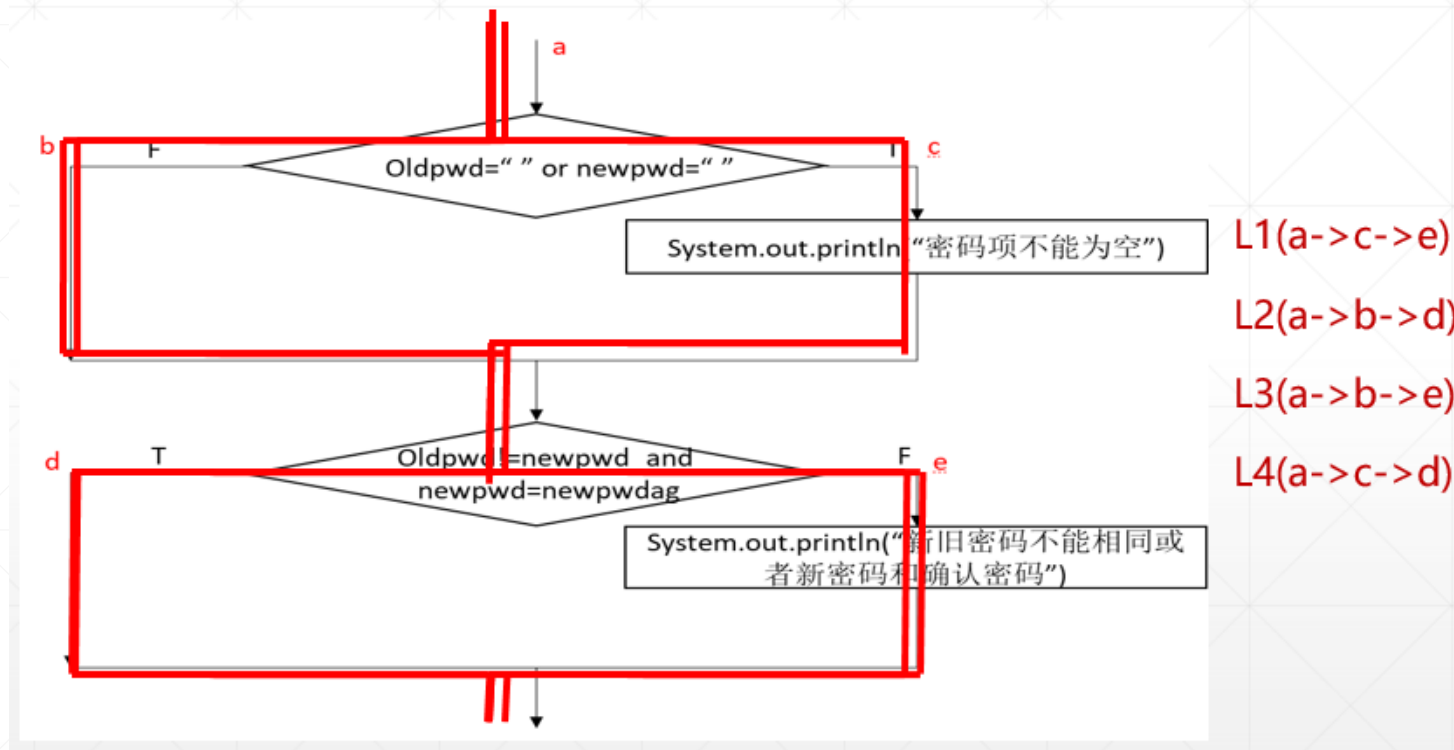 a
b
F
Oldpwd=“ ” or newpwd=“ ”
T
c
System.out.println(“密码项不能为空”)
L1(a->c->e)
L2(a->b->d)
L3(a->b->e)
L4(a->c->d)
d
T
Oldpwd!=newpwd and
newpwd=newpwdag
F
e
System.out.println(“新旧密码不能相同或
者新密码和确认密码”)